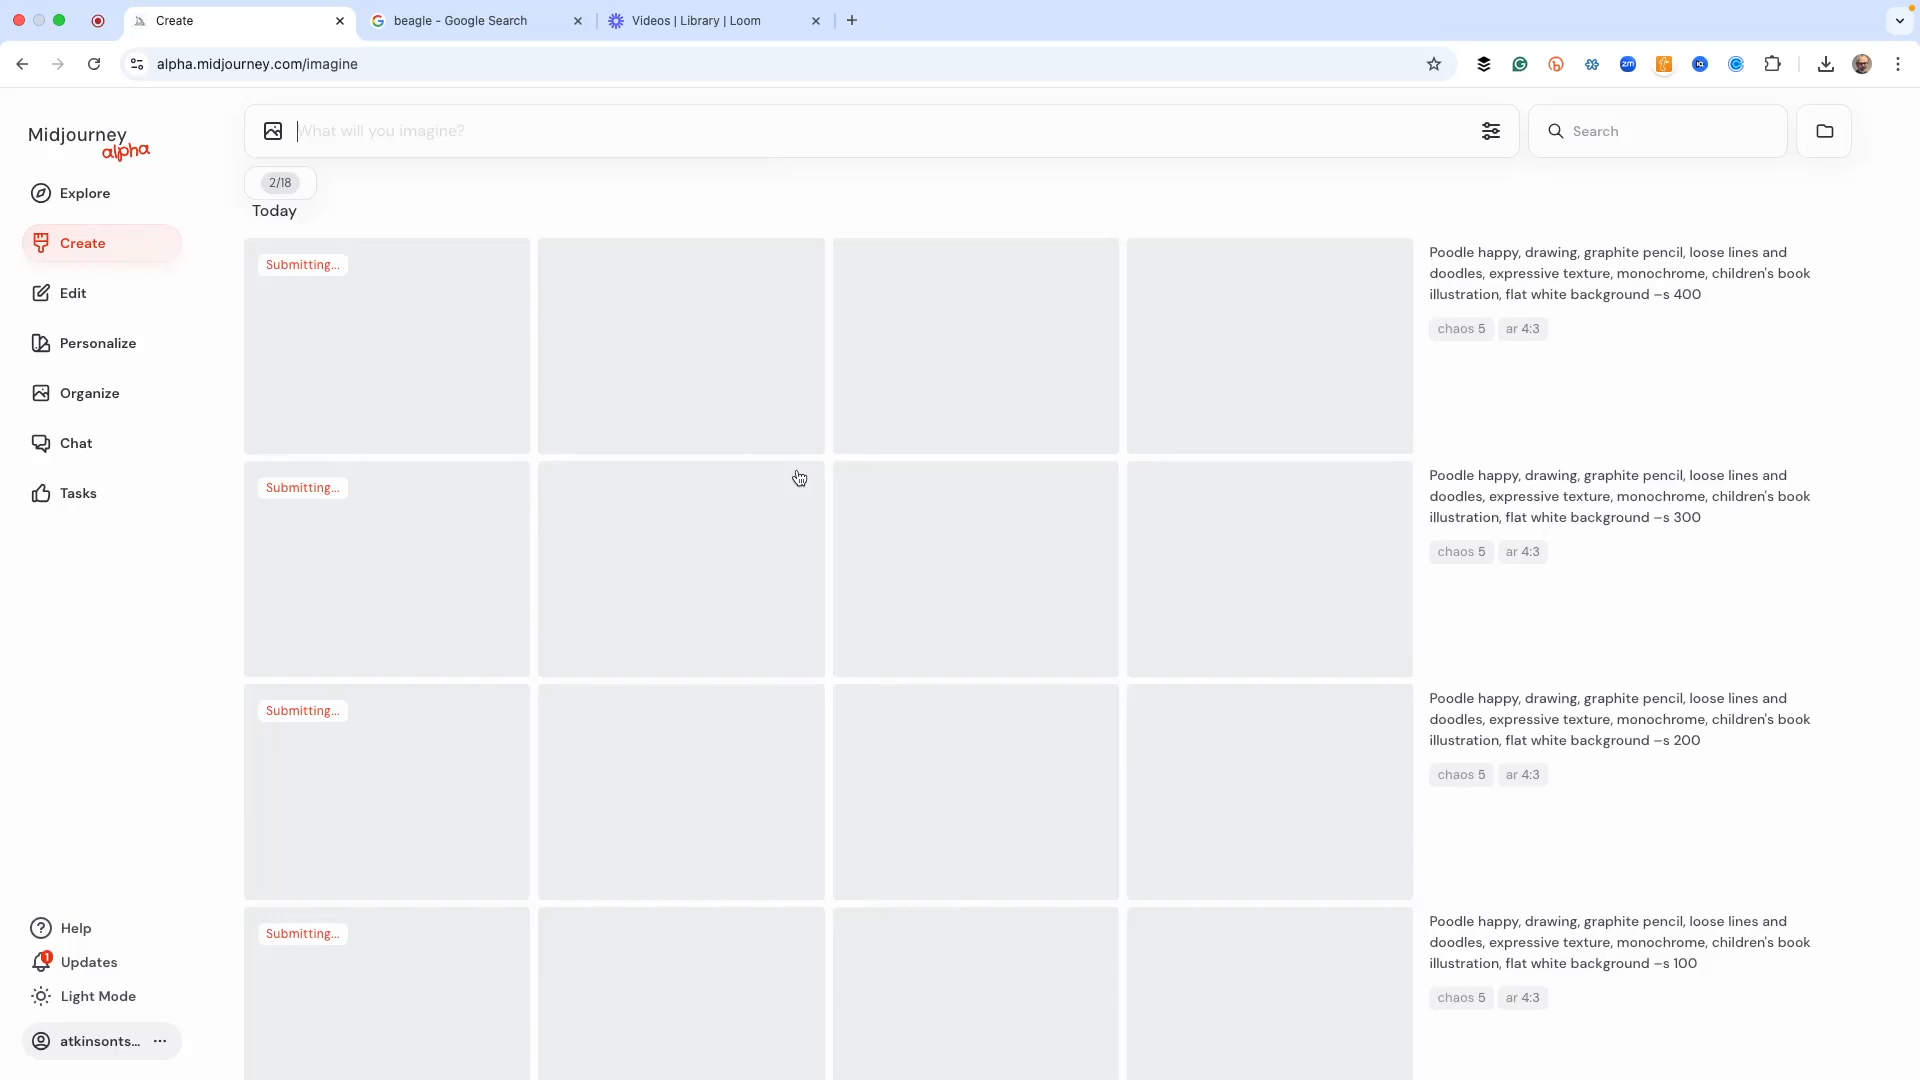 Create
beagle - Google Search
Videos | Library | Loom
alpha.midjourney.com/imagine
zm
Midjourney
alpha
What will you imagine?
Search
2/18
Today
Explore
Create
Edit
Personalize
Organize
Chat
Tasks
Submitting...
Poodle happy, drawing, graphite pencil, loose lines and
doodles, expressive texture, monochrome, children's book
illustration, flat white background –s 400
chaos 5
ar 4:3
Submitting...
Poodle happy, drawing, graphite pencil, loose lines and
doodles, expressive texture, monochrome, children's book
illustration, flat white background –s 300
chaos 5
ar 4:3
Submitting...
Poodle happy, drawing, graphite pencil, loose lines and
doodles, expressive texture, monochrome, children's book
illustration, flat white background –s 200
chaos 5
ar 4:3
Submitting...
Poodle happy, drawing, graphite pencil, loose lines and
doodles, expressive texture, monochrome, children's book
illustration, flat white background –s 100
chaos 5
ar 4:3
Help
1
Updates
Light Mode
atkinsonts...